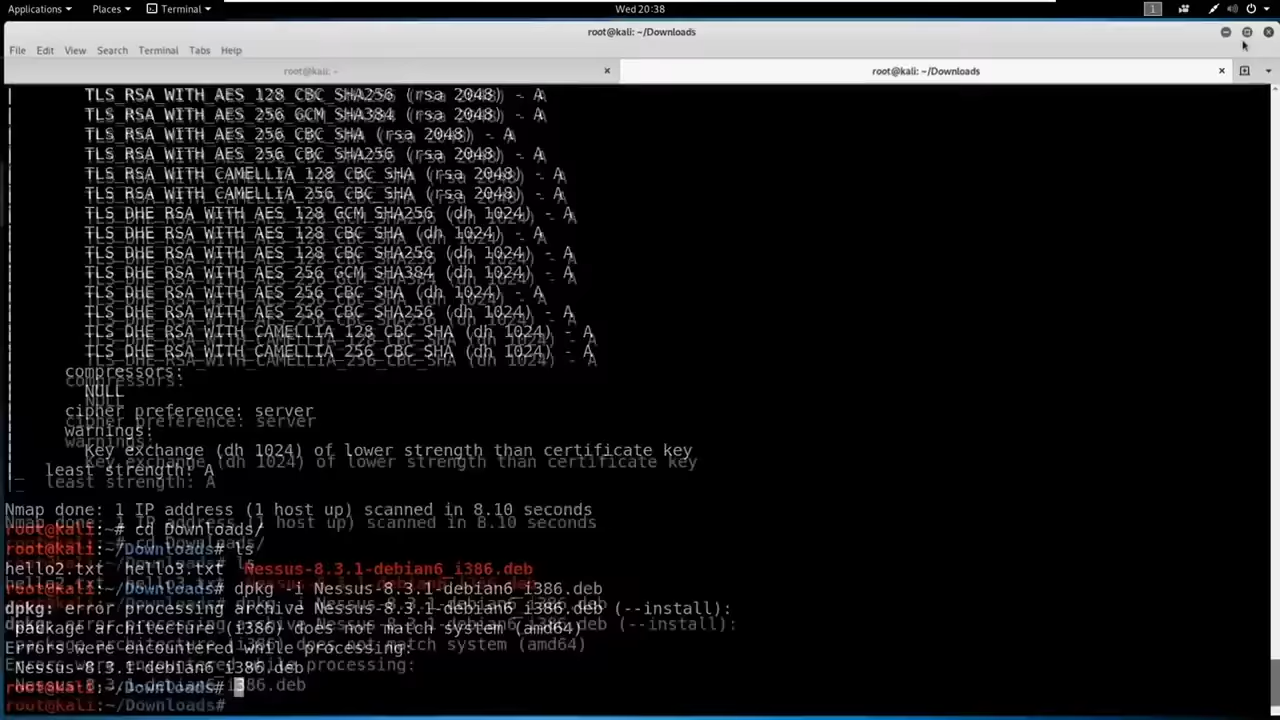 Applications Places Terminal Wed 20:38 1
root@kali: ~/Downloads
File Edit View Search Terminal Tabs Help
root@kali: ~ root@kali: ~/Downloads
TLS_RSA_WITH_AES_128_CBC_SHA256 (rsa 2048) - A
TLS_RSA_WITH_AES_256_GCM_SHA384 (rsa 2048) - A
TLS_RSA_WITH_AES_256_CBC_SHA (rsa 2048) - A
TLS_RSA_WITH_AES_256_CBC_SHA256 (rsa 2048) - A
TLS_RSA_WITH_CAMELLIA_128_CBC_SHA (rsa 2048) - A
TLS_RSA_WITH_CAMELLIA_256_CBC_SHA (rsa 2048) - A
TLS_DHE_RSA_WITH_AES_128_GCM_SHA256 (dh 1024) - A
TLS_DHE_RSA_WITH_AES_128_CBC_SHA (dh 1024) - A
TLS_DHE_RSA_WITH_AES_128_CBC_SHA256 (dh 1024) - A
TLS_DHE_RSA_WITH_AES_256_GCM_SHA384 (dh 1024) - A
TLS_DHE_RSA_WITH_AES_256_CBC_SHA (dh 1024) - A
TLS_DHE_RSA_WITH_AES_256_CBC_SHA256 (dh 1024) - A
TLS_DHE_RSA_WITH_CAMELLIA_128_CBC_SHA (dh 1024) - A
TLS_DHE_RSA_WITH_CAMELLIA_256_CBC_SHA (dh 1024) - A
compressors:
NULL
cipher preference: server
warnings:
Key exchange (dh 1024) of lower strength than certificate key
|_ least strength: A
Nmap done: 1 IP address (1 host up) scanned in 8.10 seconds
root@kali:~# cd Downloads/
root@kali:~/Downloads# ls
hello2.txt hello3.txt Nessus-8.3.1-debian6_i386.deb
root@kali:~/Downloads# dpkg -i Nessus-8.3.1-debian6_i386.deb
dpkg: error processing archive Nessus-8.3.1-debian6_i386.deb (--install):
package architecture (i386) does not match system (amd64)
Errors were encountered while processing:
Nessus-8.3.1-debian6_i386.deb
root@kali:~/Downloads#